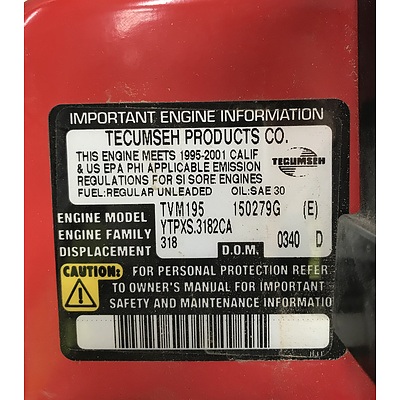 IMPORTANT ENGINE INFORMATION
TECUMSEH PRODUCTS CO.
THIS ENGINE MEETS 1995-2001 CALIF
& US EPA PHI APPLICABLE EMISSION
REGULATIONS FOR SI SORE ENGINES
FUEL: REGULAR UNLEADED OIL: SAE 30
TECUMSEH
ENGINE MODEL TVM195 150279G (E)
ENGINE FAMILY YTPXS.3182CA
DISPLACEMENT 318 D.O.M. 0340 D
CAUTION: FOR PERSONAL PROTECTION REFER
TO OWNER'S MANUAL FOR IMPORTANT
SAFETY AND MAINTENANCE INFORMATIO